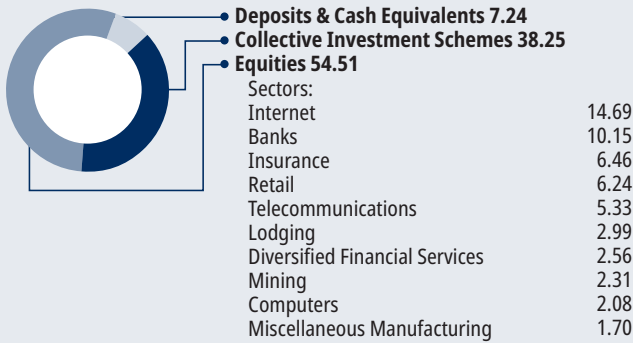 Deposits & Cash Equivalents 7.24
Collective Investment Schemes 38.25
Equities 54.51
Sectors:
Internet 14.69
Banks 10.15
Insurance 6.46
Retail 6.24
Telecommunications 5.33
Lodging 2.99
Diversified Financial Services 2.56
Mining 2.31
Computers 2.08
Miscellaneous Manufacturing 1.70